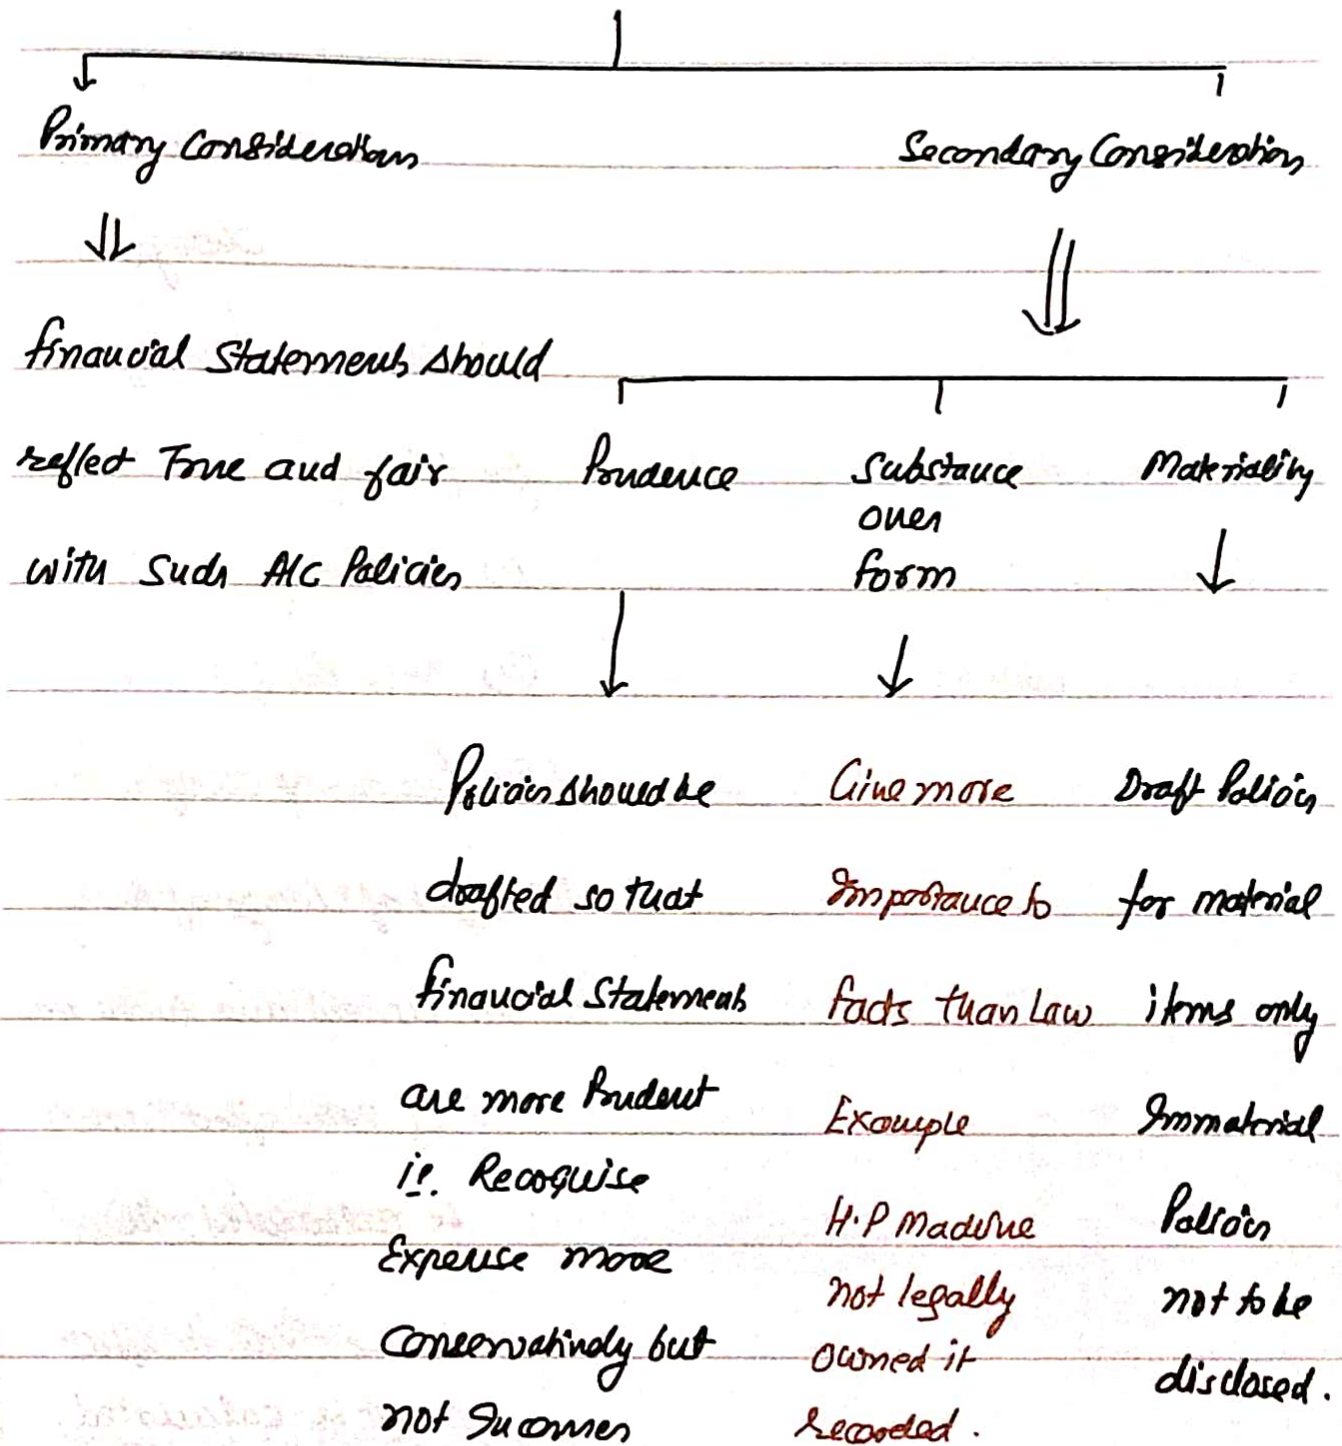 Primary Considerations
Secondary Consideration
financial Statements should
reflect True and fair
with Such A/C Policies
Prudence
Substance
over
form
Materiality
Policies should be
drafted so that
financial Statements
are more Prudent
i.e. Recognise
Expense more
Conservatively but
not Incomes
Give more
Importance to
facts than Law
Example
H.P Machine
not legally
owned it
recorded.
Draft Policies
for material
items only
Immaterial
Policies
not to be
disclosed.